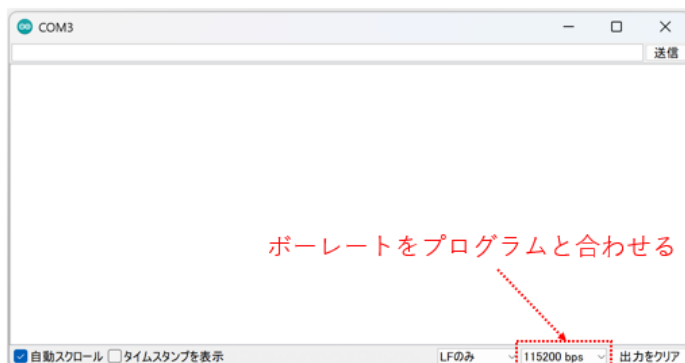 COM3
送信
ボーレートをプログラムと合わせる
自動スクロール タイムスタンプを表示 LFのみ 115200 bps 出力をクリア